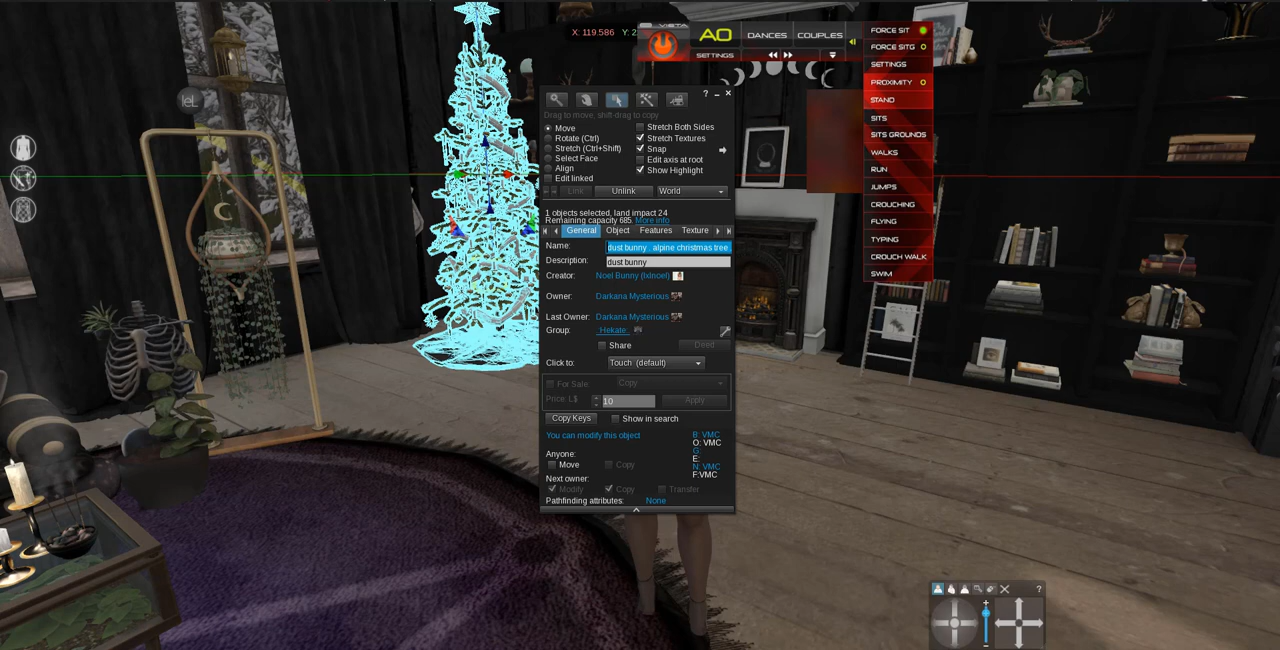 X: 119.586 Y: 2
VISTA
AO
DANCES
COUPLES
SETTINGS
FORCE SIT
FORCE SITG
SETTINGS
PROXIMITY
STAND
SITS
SITS GROUNDS
WALKS
RUN
JUMPS
CROUCHING
FLYING
TYPING
CROUCH WALK
SWIM
?
Drag to move, shift-drag to copy
Move
Rotate (Ctrl)
Stretch (Ctrl+Shift)
Select Face
Align
Edit linked
Stretch Both Sides
Stretch Textures
Snap
Edit axis at root
Show Highlight
Link
Unlink
World
1 objects selected, land impact 24
Remaining capacity 685. More info
General Object Features Texture
Name: dust bunny . alpine christmas tree
Description: dust bunny
Creator: Noel Bunny (lxlnoel)
Owner: Darkana Mysterious
Last Owner: Darkana Mysterious
Group: Hekate
Share
Deed
Click to: Touch (default)
For Sale: Copy
Price: L$ 10 Apply
Copy Keys
Show in search
You can modify this object
B: VMC
O: VMC
G:
E:
N: VMC
F:VMC
Anyone:
Move
Copy
Next owner:
Modify Copy Transfer
Pathfinding attributes: None
?